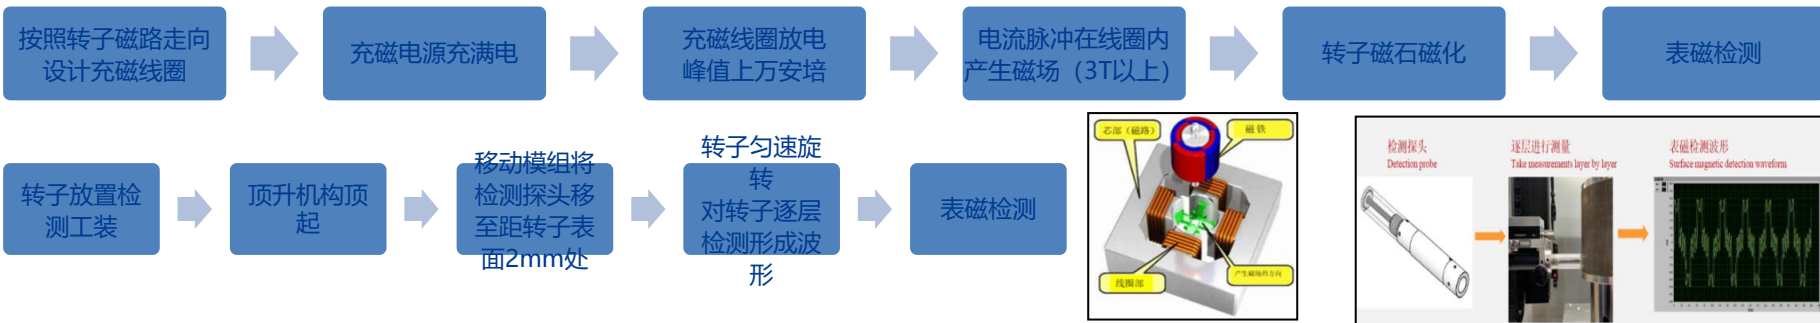 按照转子磁路走向
设计充磁线圈
充磁电源充满电
充磁线圈放电
峰值上万安培
电流脉冲在线圈内
产生磁场（3T以上）
转子磁石磁化
表磁检测
转子放置检
测工装
顶升机构顶
起
移动模组将
检测探头移
至距转子表
面2mm处
转子匀速旋
转
对转子逐层
检测形成波
形
表磁检测
芯部（磁路）
磁铁
线圈部
产生磁场的方向
检测探头
Detection probe
逐层进行测量
Take measurements layer by layer
表磁检测波形
Surface magnetic detection waveform